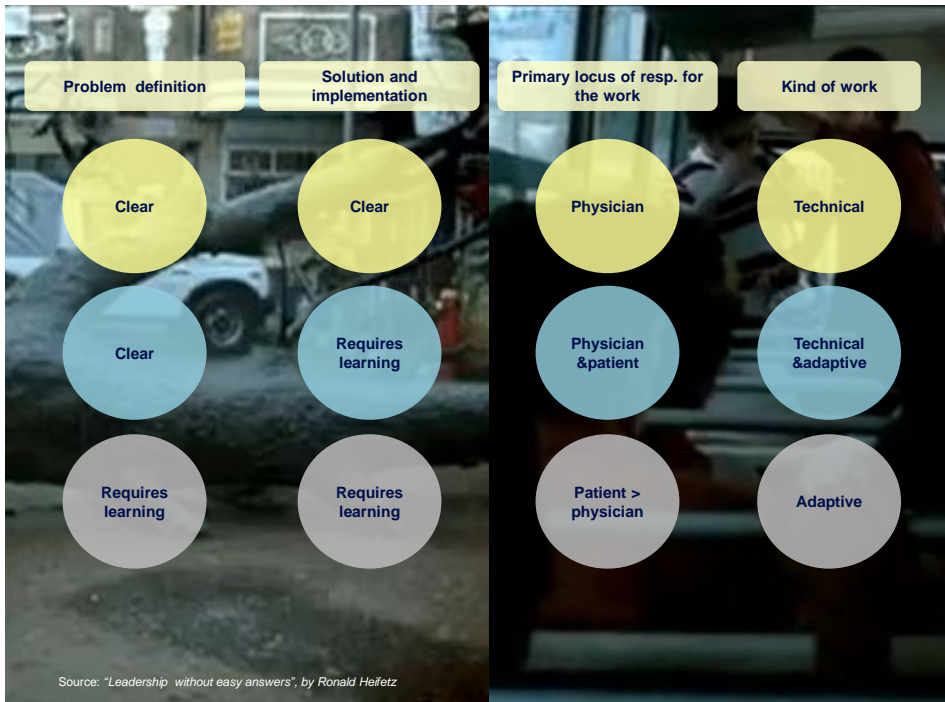 Problem definition
Solution and
implementation
Primary locus of resp. for
the work
Kind of work
Clear
Clear
Physician
Technical
Clear
Requires
learning
Physician
&patient
Technical
&adaptive
Requires
learning
Requires
learning
Patient >
physician
Adaptive
Source: “Leadership without easy answers”, by Ronald Heifetz